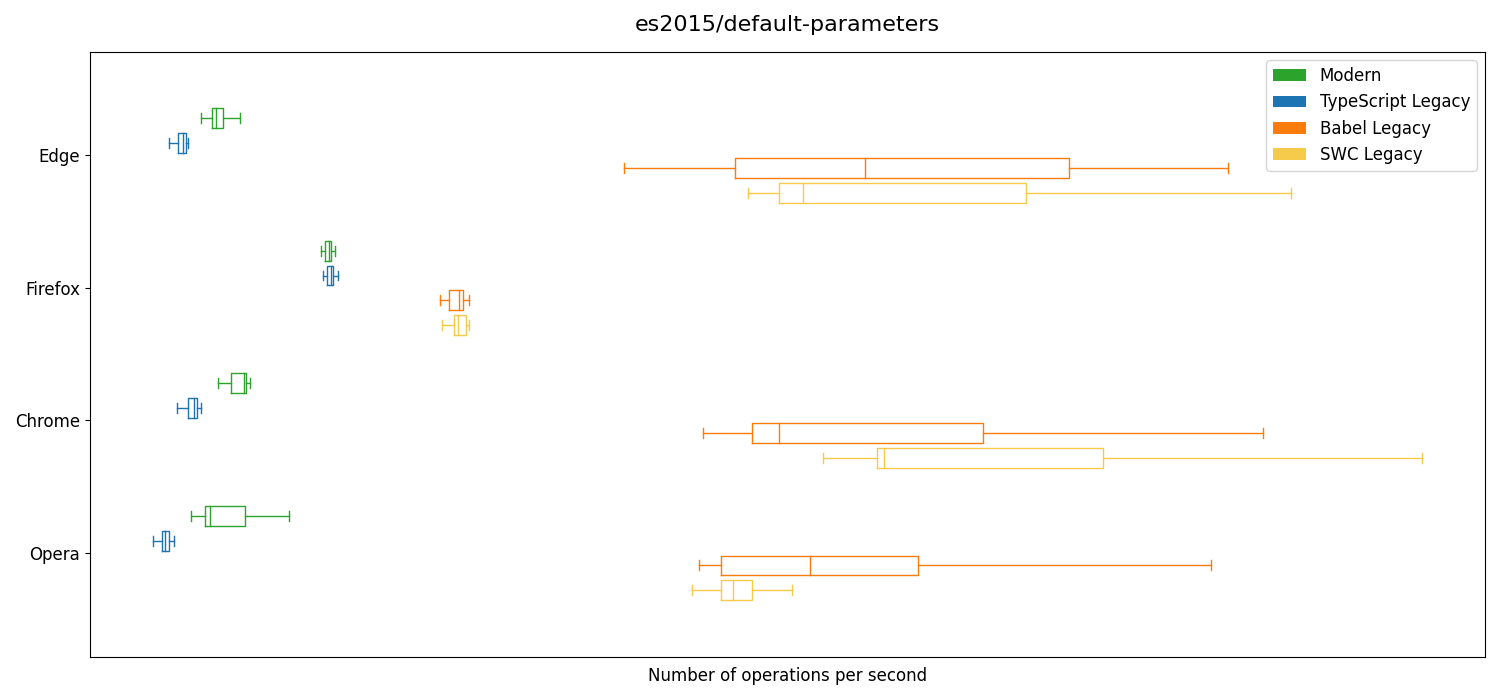 es2015/default-parameters
Modern
TypeScript Legacy
Babel Legacy
SWC Legacy
Edge
Firefox
Chrome
Opera
Number of operations per second